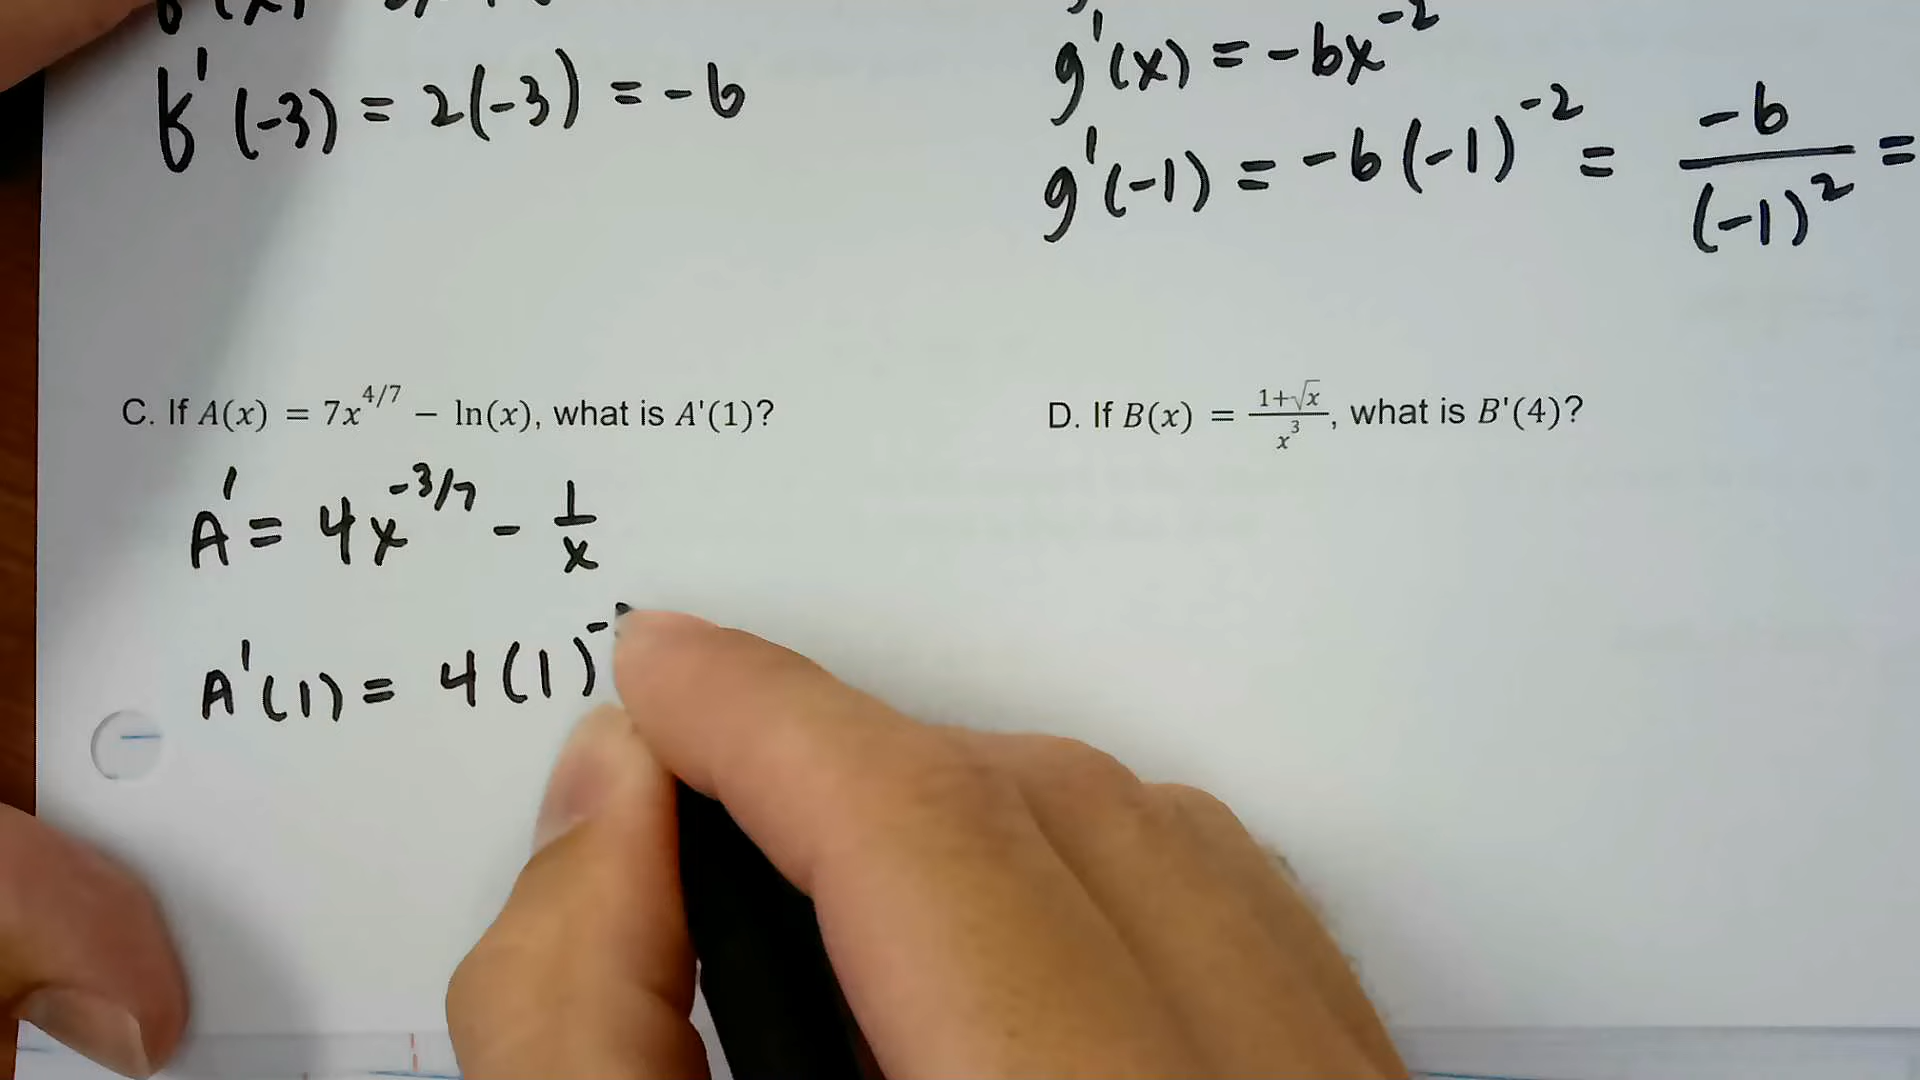 f'(-3) = 2(-3) = -6
g'(x) = -6x^-2
g'(-1) = -6(-1)^-2 = -6/(-1)^2 =
C. If A(x) = 7x^4/7 − ln(x), what is A'(1)?
A' = 4x^-3/7 - 1/x
A'(1) = 4(1)^-
D. If B(x) = (1+√x)/x^3, what is B'(4)?